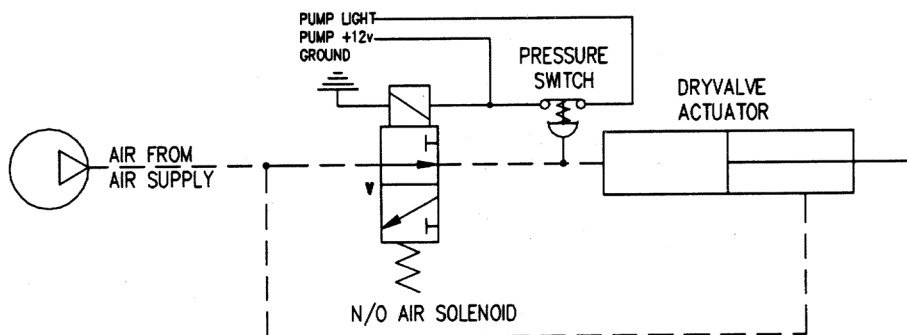 PUMP LIGHT
PUMP +12v
GROUND
PRESSURE
SWITCH
DRYVALVE
ACTUATOR
AIR FROM
AIR SUPPLY
V
N/O AIR SOLENOID